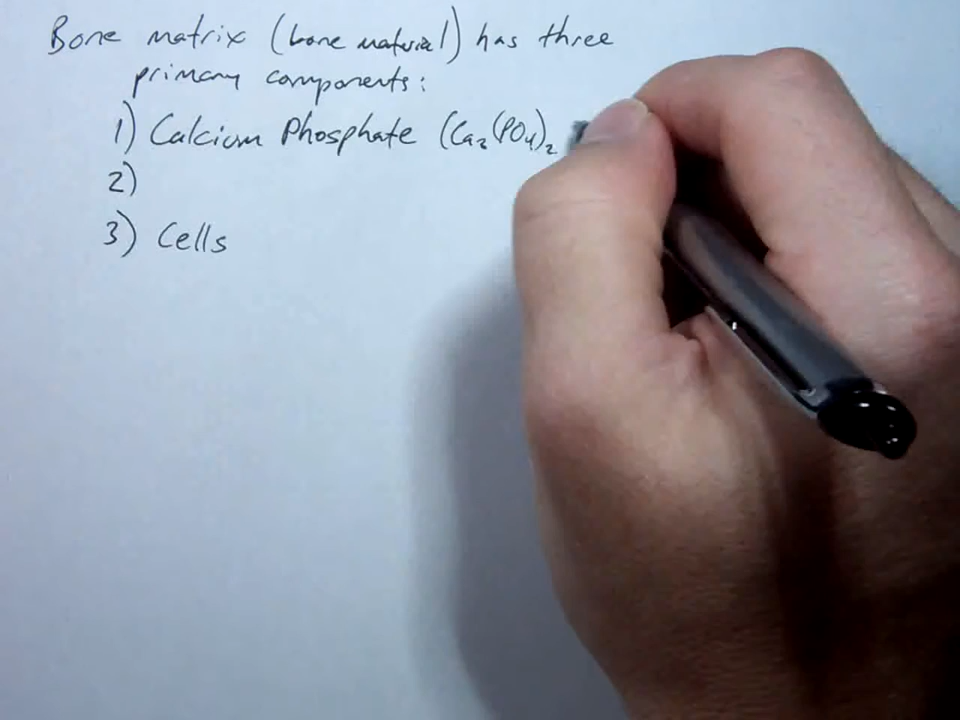 Bone matrix (bone material) has three
primary components:
1) Calcium Phosphate (Ca₃(PO₄)₂
2)
3) Cells